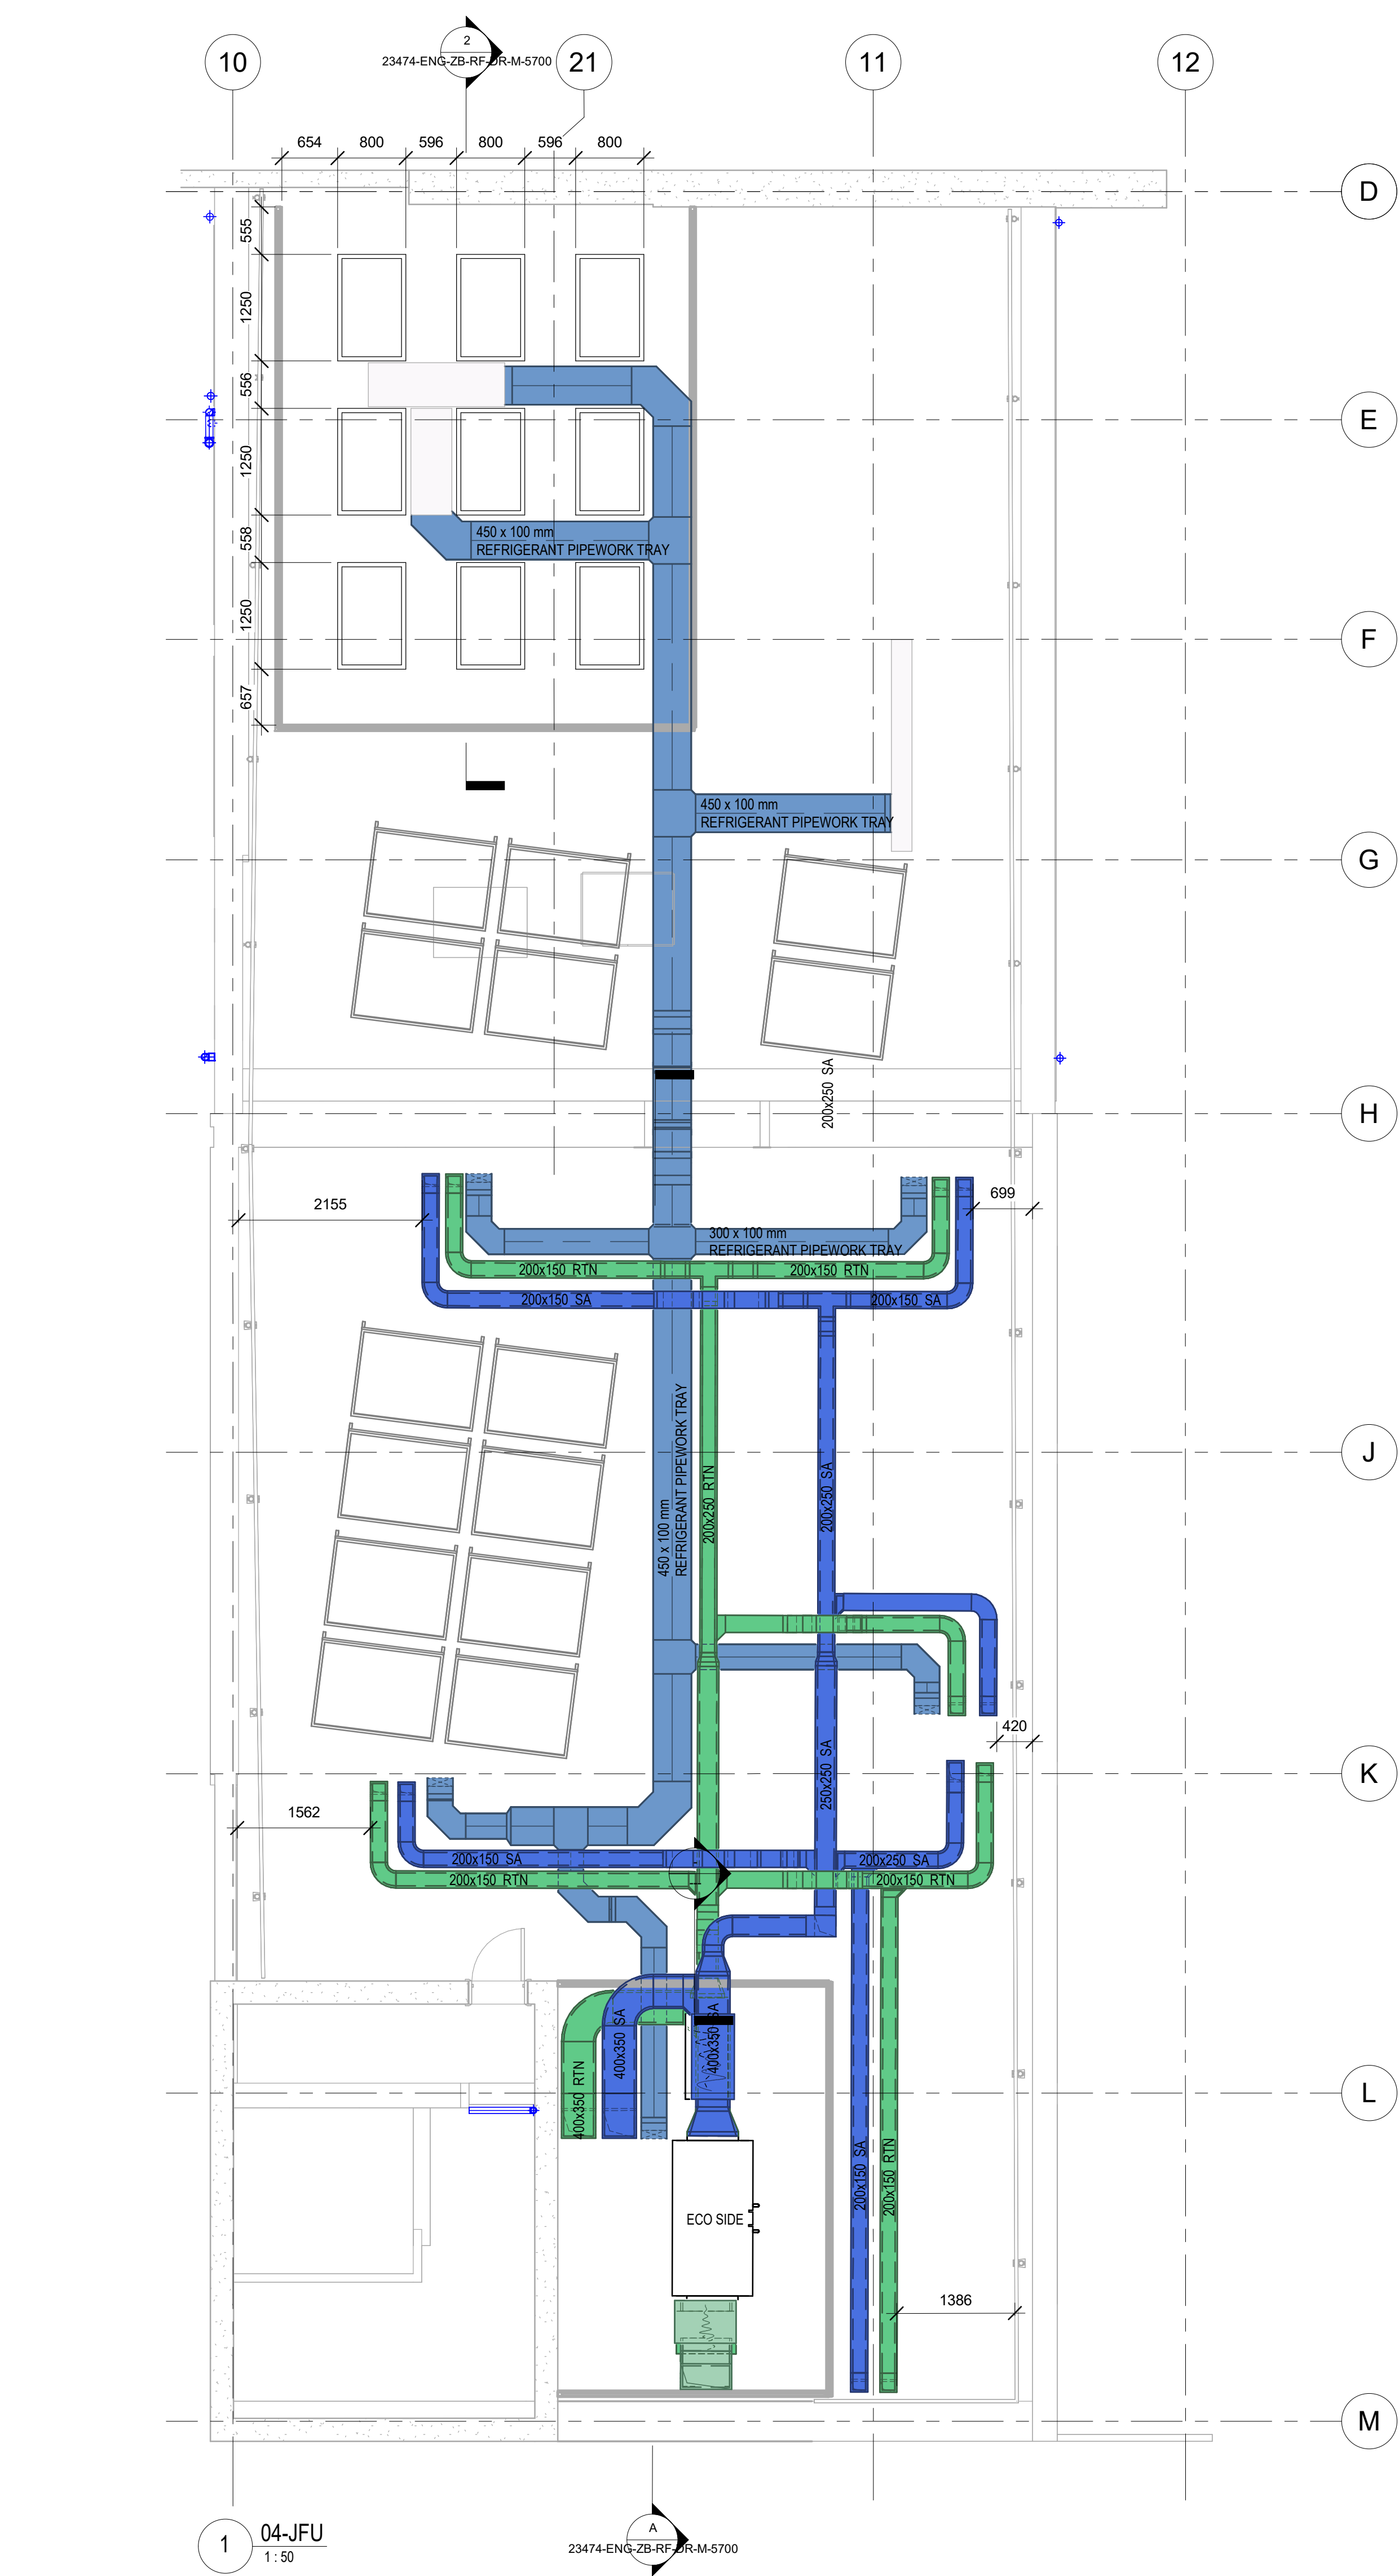 2
23474-ENG-ZB-RF-DR-M-5700
10
21
11
12
654
800
596
800
596
800
D
555
1250
556
E
1250
450 x 100 mm
REFRIGERANT PIPEWORK TRAY
558
1250
F
657
450 x 100 mm
REFRIGERANT PIPEWORK TRAY
G
200x250 SA
H
2155
699
300 x 100 mm
REFRIGERANT PIPEWORK TRAY
200x150 RTN
200x150 RTN
200x150 SA
200x150 SA
450 x 100 mm
REFRIGERANT PIPEWORK TRAY
200x250 RTN
200x250 SA
J
420
K
250x250 SA
1562
200x150 SA
200x250 SA
200x150 RTN
200x150 RTN
400x350 RTN
400x350 SA
400x350 SA
L
200x150 SA
200x150 RTN
ECO SIDE
1386
M
1
04-JFU
1 : 50
A
23474-ENG-ZB-RF-DR-M-5700